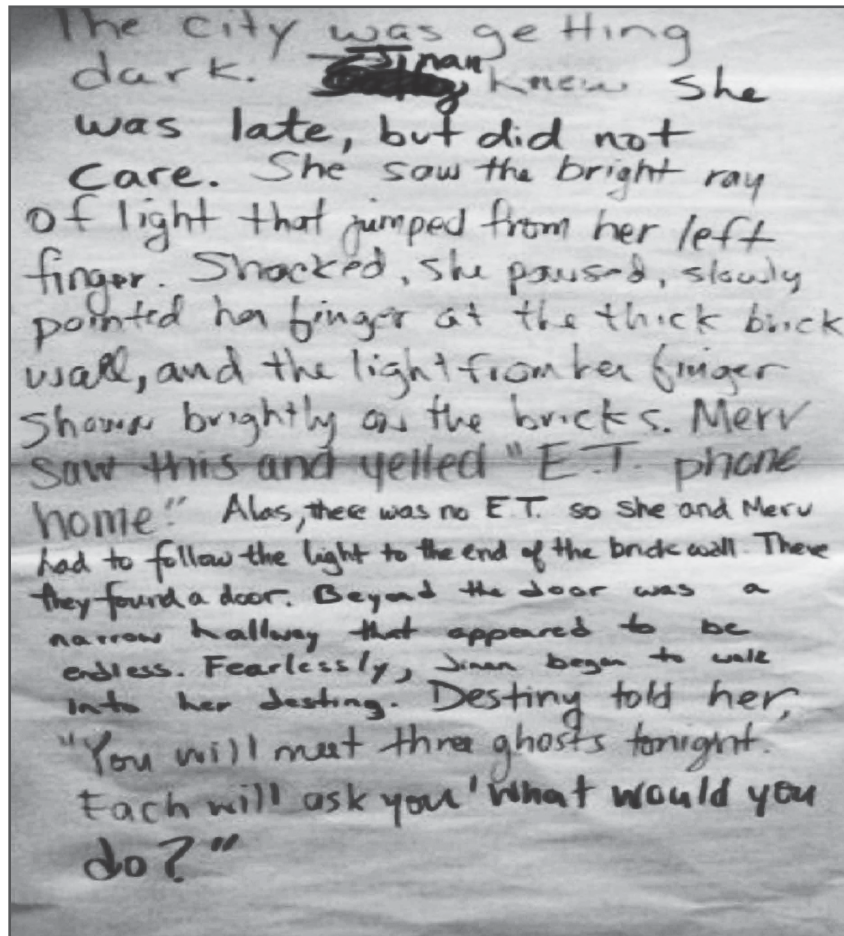 The city was getting
dark. Jinan knew she
was late, but did not
care. She saw the bright ray
of light that jumped from her left
finger. Shocked, she paused, slowly
pointed her finger at the thick brick
wall, and the light from her finger
shown brightly on the bricks. Merv
saw this and yelled "E.T. phone
home". Alas, there was no E.T. so she and Merv
had to follow the light to the end of the brick wall. There
they found a door. Beyond the door was a
narrow hallway that appeared to be
endless. Fearlessly, Jinan began to walk
into her destiny. Destiny told her,
"You will meet three ghosts tonight.
Each will ask you 'What would you
do?"